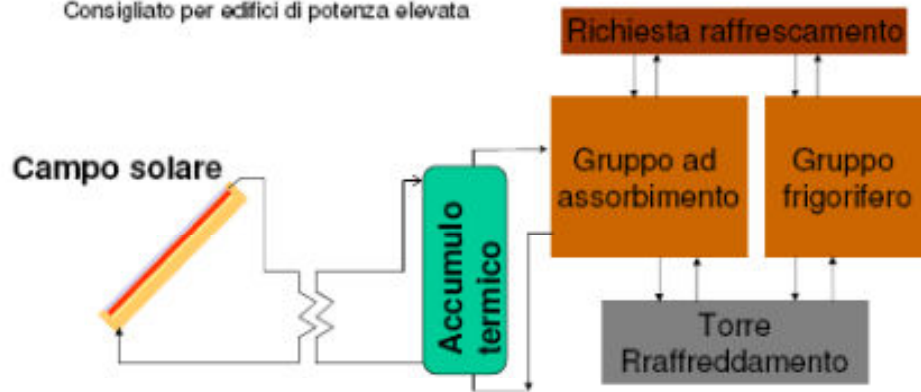 Consigliato per edifici di potenza elevata
Richiesta raffrescamento
Campo solare
Accumulo
termico
Gruppo ad
assorbimento
Gruppo
frigorifero
Torre
Rraffreddamento